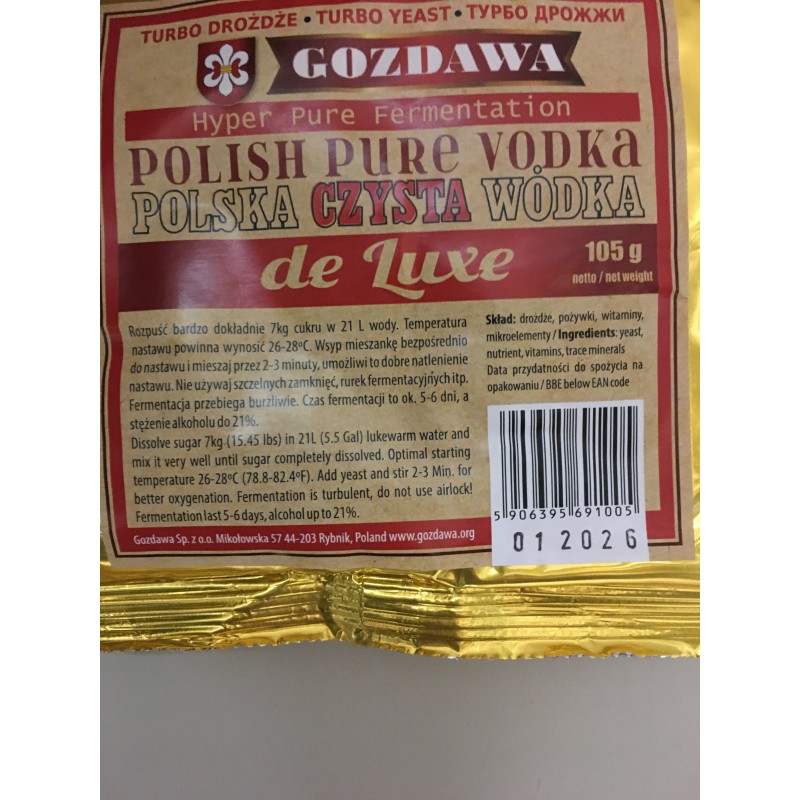 TURBO DROŻDŻE • TURBO YEAST • ТУРБО ДРОЖЖИ
GOZDAWA
Hyper Pure Fermentation
POLISH PURE VODKA
POLSKA CZYSTA WÓDKA
de Luxe
105 g
netto / net weight
Rozpuść bardzo dokładnie 7kg cukru w 21 L wody. Temperatura
nastawu powinna wynosić 26-28ºC. Wsyp mieszankę bezpośrednio
do nastawu i mieszaj przez 2-3 minuty, umożliwi to dobre natlenienie
nastawu. Nie używaj szczelnych zamknięć, rurek fermentacyjnych itp.
Fermentacja przebiega burzliwie. Czas fermentacji to ok. 5-6 dni, a
stężenie alkoholu do 21%.
Dissolve sugar 7kg (15.45 lbs) in 21L (5.5 Gal) lukewarm water and
mix it very well until sugar completely dissolved. Optimal starting
temperature 26-28ºC (78.8-82.4ºF). Add yeast and stir 2-3 Min. for
better oxygenation. Fermentation is turbulent, do not use airlock!
Fermentation last 5-6 days, alcohol up to 21%.
Skład: drożdże, pożywki, witaminy,
mikroelementy / Ingredients: yeast,
nutrient, vitamins, trace minerals
Data przydatności do spożycia na
opakowaniu / BBE below EAN code
5 906395 691005
01 2026
Gozdawa Sp. z o.o. Mikołowska 57 44-203 Rybnik, Poland www.gozdawa.org